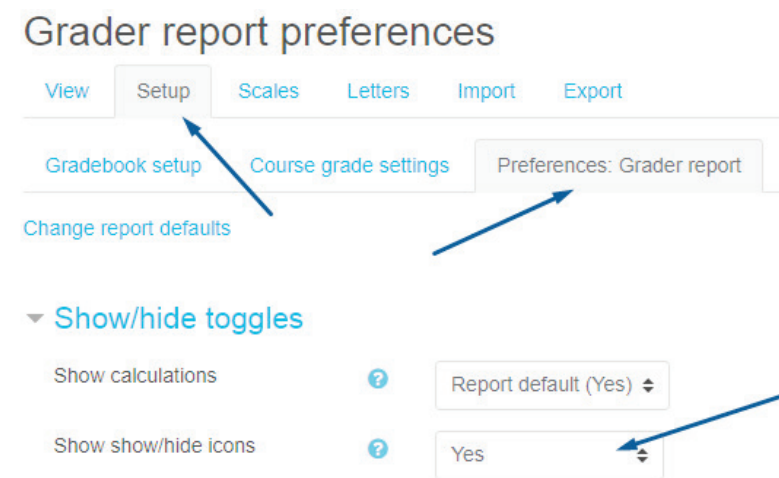 Grader report preferences
View Setup Scales Letters Import Export
Gradebook setup Course grade settings Preferences: Grader report
Change report defaults
Show/hide toggles
Show calculations ? Report default (Yes)
Show show/hide icons ? Yes